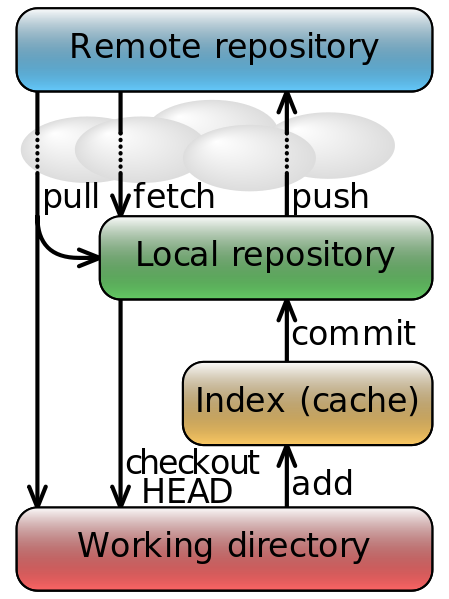 Remote repository
pull fetch push
Local repository
commit
Index (cache)
checkout
HEAD
add
Working directory